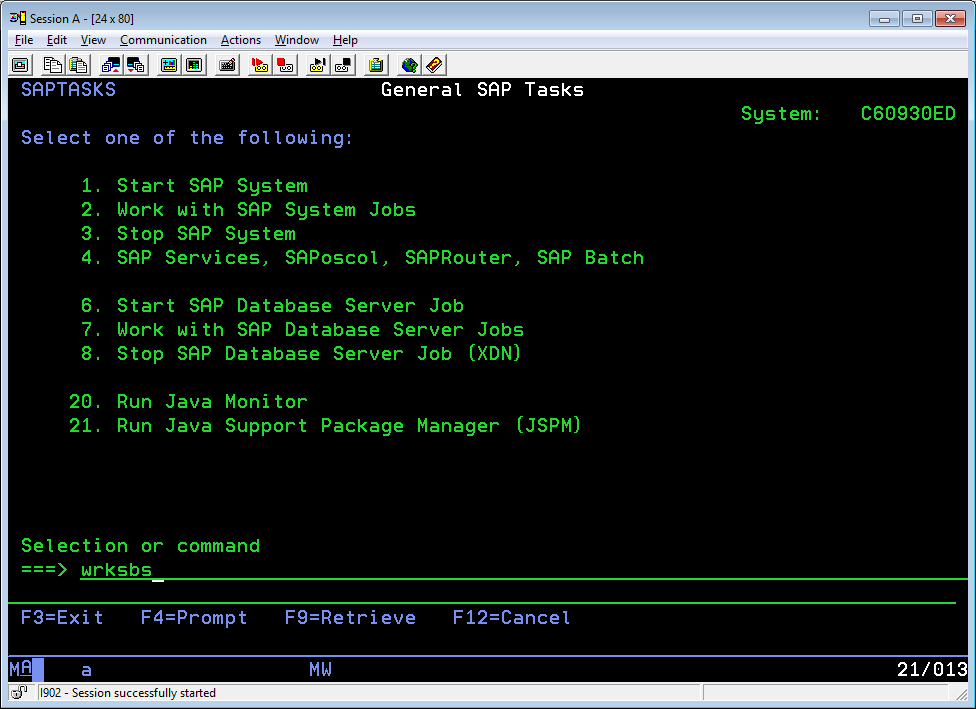 Session A - [24 x 80]
File Edit View Communication Actions Window Help
SAPTASKS General SAP Tasks
System: C60930ED
Select one of the following:
1. Start SAP System
2. Work with SAP System Jobs
3. Stop SAP System
4. SAP Services, SAPoscol, SAPRouter, SAP Batch
6. Start SAP Database Server Job
7. Work with SAP Database Server Jobs
8. Stop SAP Database Server Job (XDN)
20. Run Java Monitor
21. Run Java Support Package Manager (JSPM)
Selection or command
===> wrksbs_
F3=Exit F4=Prompt F9=Retrieve F12=Cancel
MA a MW 21/013
I902 - Session successfully started